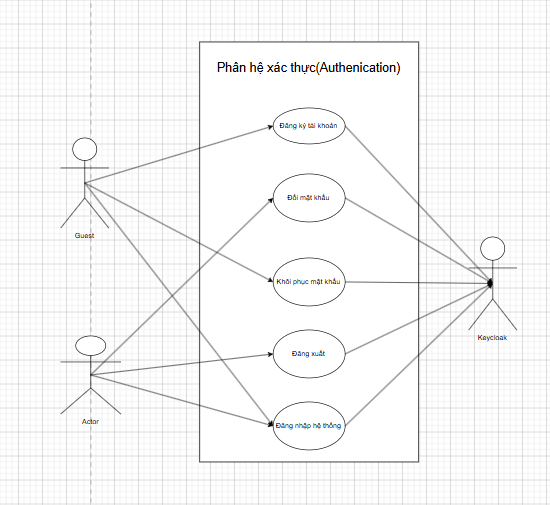 Phân hệ xác thực(Authenication)
Đăng ký tài khoản
Đổi mật khẩu
Guest
Khôi phục mật khẩu
Keycloak
Đăng xuất
Actor
Đăng nhập hệ thống